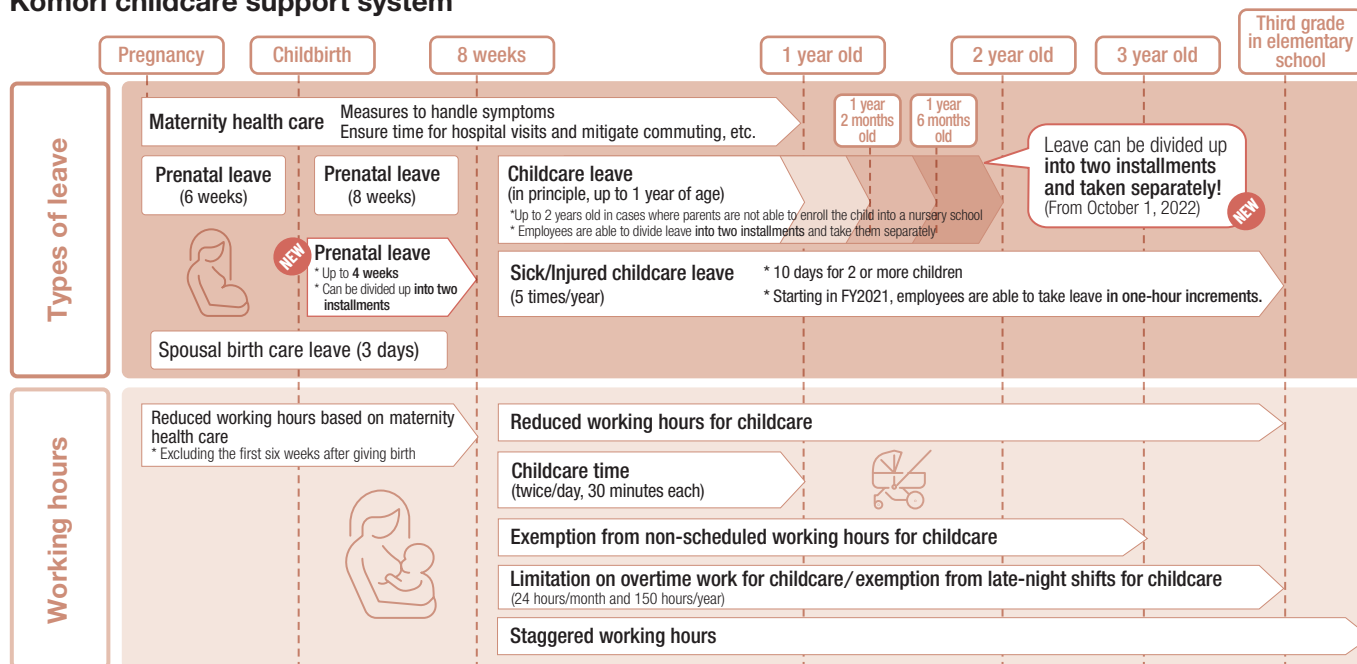 Komori childcare support system
Pregnancy
Childbirth
8 weeks
1 year old
2 year old
3 year old
Third grade
in elementary
school
Types of leave
Maternity health care
Measures to handle symptoms
Ensure time for hospital visits and mitigate commuting, etc.
1
year
2 months
old
1
year
6 months
old
Leave can be divided up
into two installments
and taken separately!
(From October 1, 2022)
NEW
Prenatal leave
(6 weeks)
Prenatal leave
(8 weeks)
Childcare leave
(in principle, up to 1 year of age)
*Up to 2 years old in cases where parents are not able to enroll the child into a nursery school
* Employees are able to divide leave into two installments and take them separately
NEW
Prenatal leave
* Up to 4 weeks
* Can be divided up into two
installments
Sick/Injured childcare leave
(5 times/year)
* 10 days for 2 or more children
* Starting in FY2021, employees are able to take leave in one-hour increments.
Spousal birth care leave (3 days)
Working hours
Reduced working hours based on maternity
health care
* Excluding the first six weeks after giving birth
Reduced working hours for childcare
Childcare time
(twice/day, 30 minutes each)
Exemption from non-scheduled working hours for childcare
Limitation on overtime work for childcare/exemption from late-night shifts for childcare
(24 hours/month and 150 hours/year)
Staggered working hours